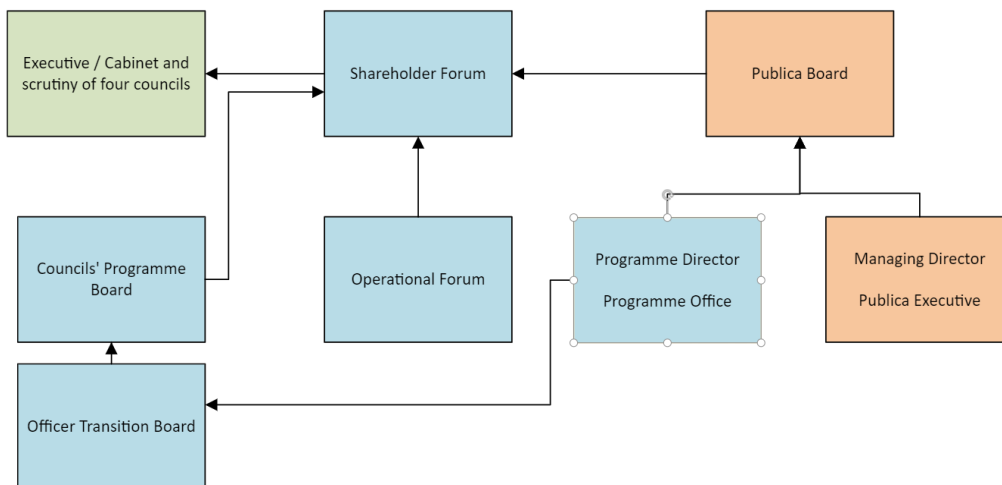 Executive / Cabinet and
scrutiny of four councils
Shareholder Forum
Publica Board
Councils' Programme
Board
Operational Forum
Programme Director
Programme Office
Managing Director
Publica Executive
Officer Transition Board